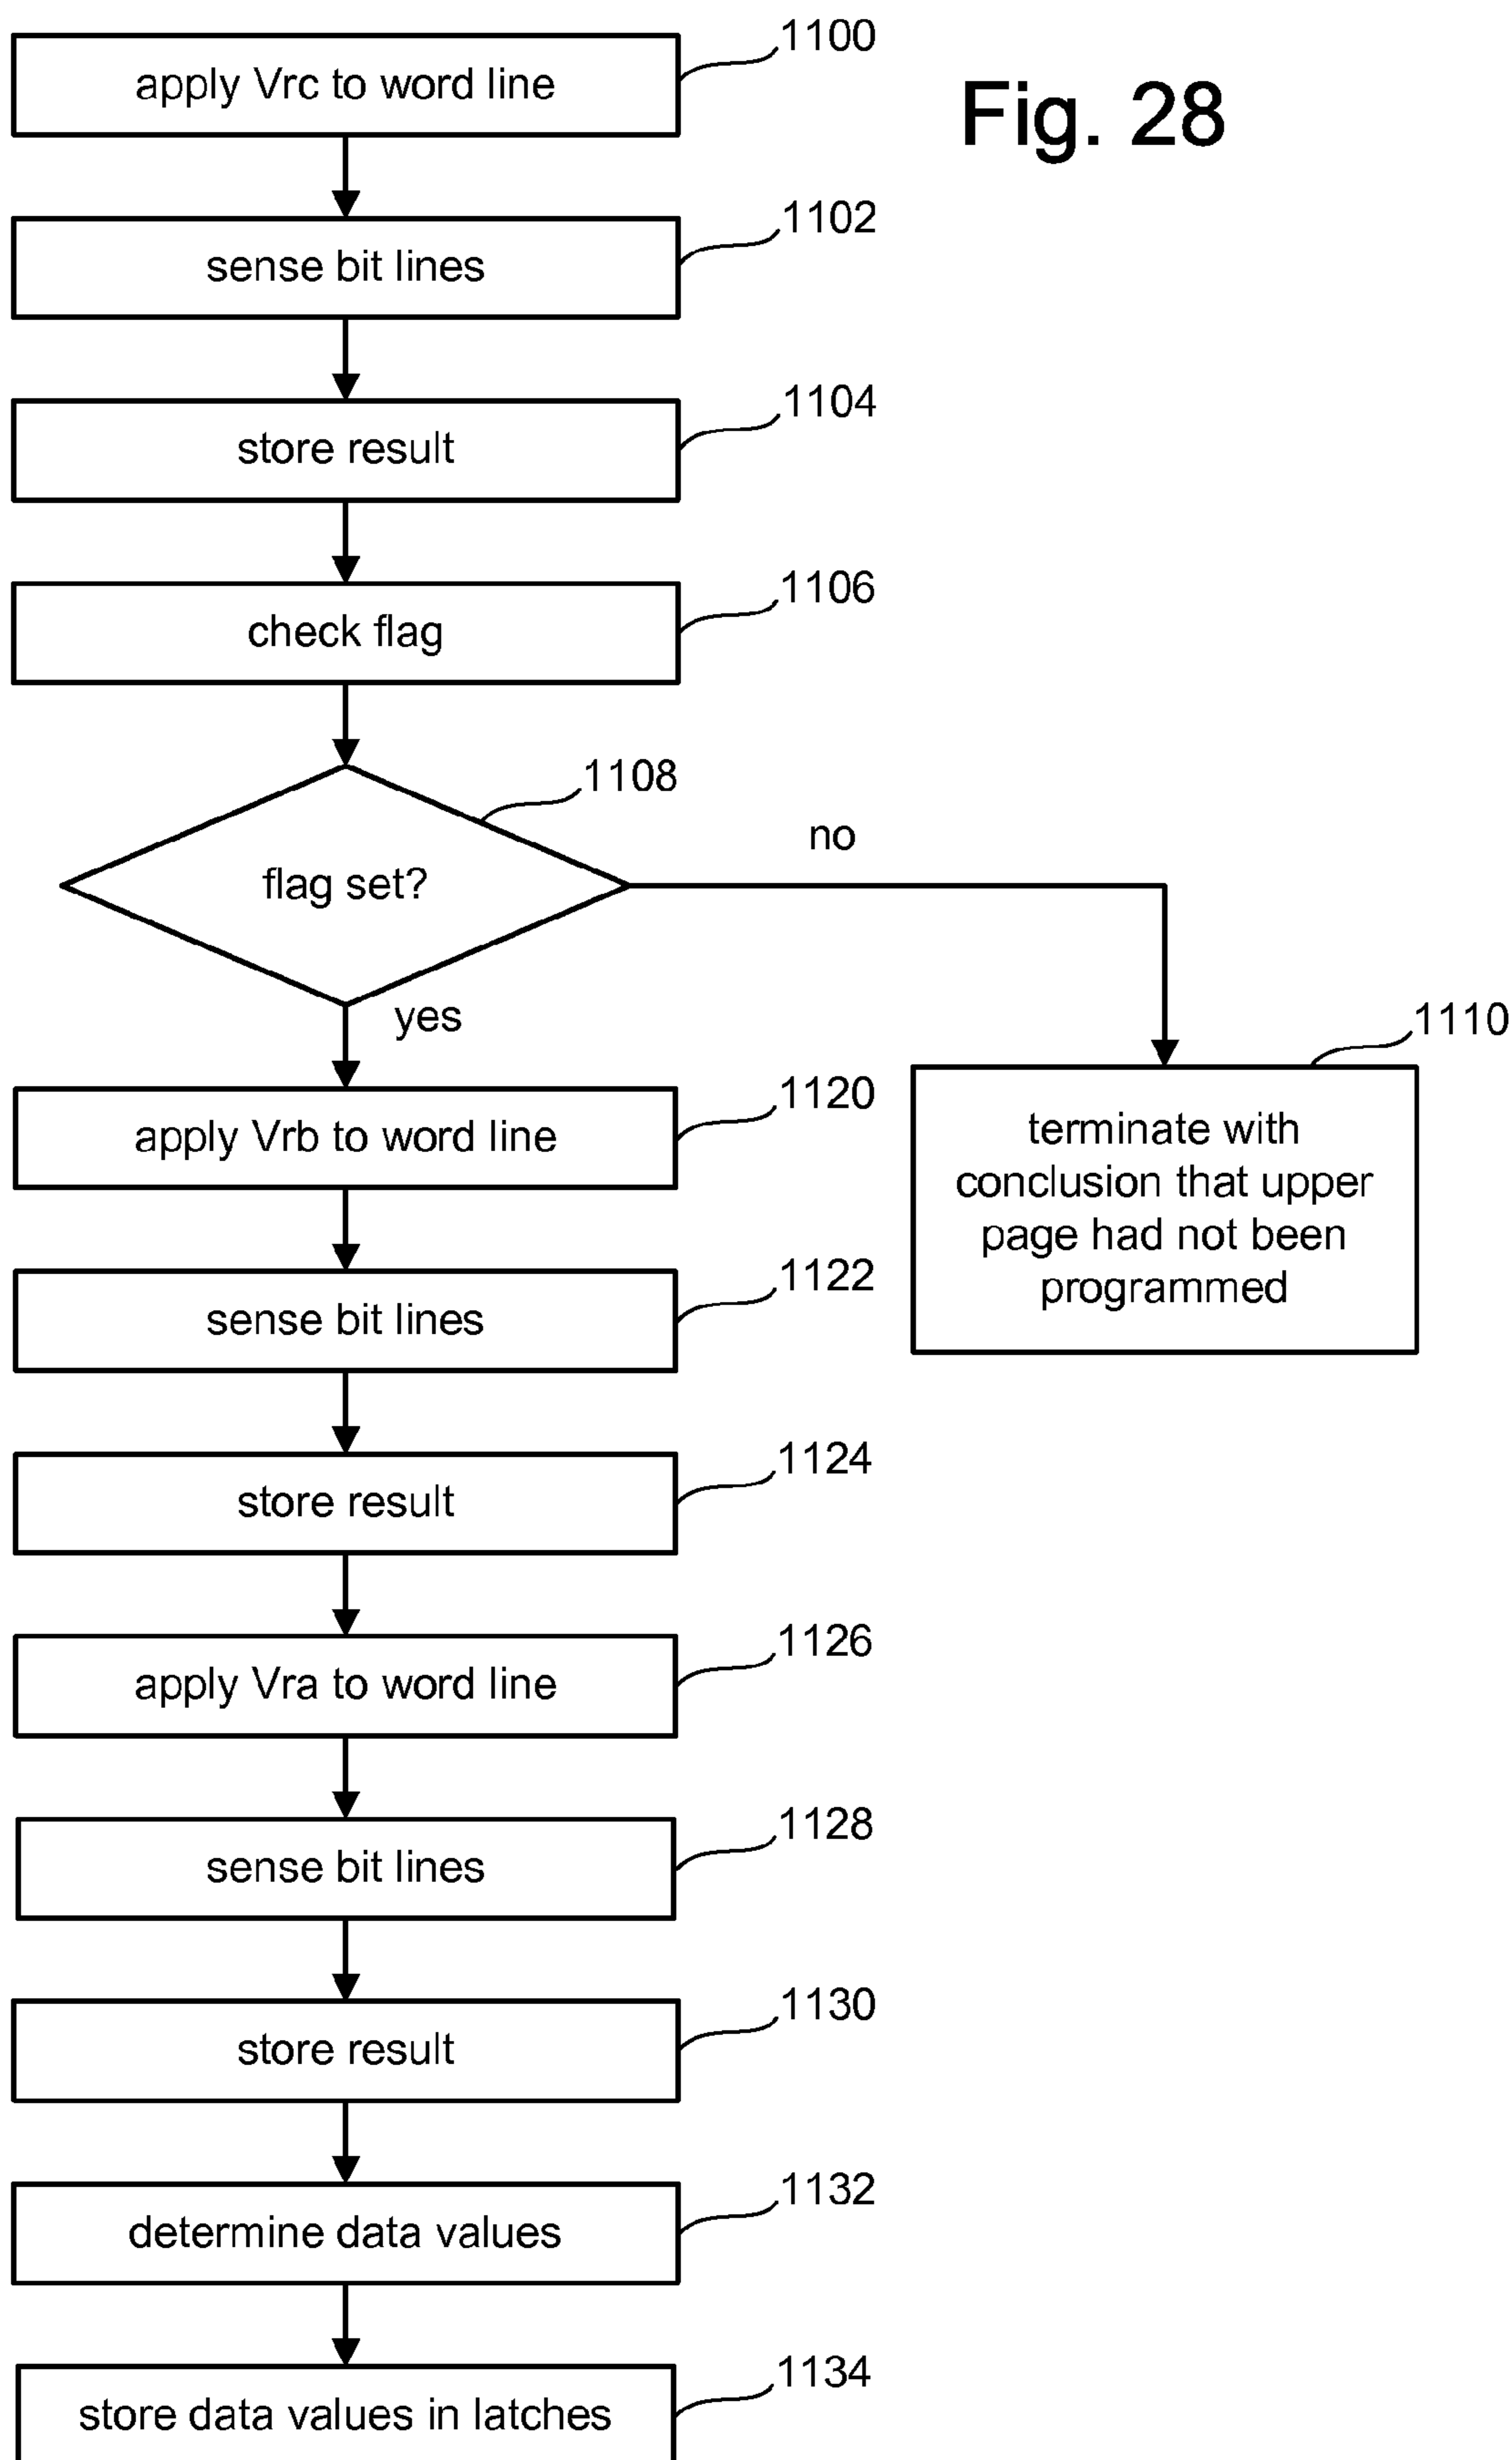 1100
apply Vrc to word line
Fig. 28
1102
sense bit lines
1104
store result
1106
check flag
1108
no
flag set?
yes
1110
1120
apply Vrb to word line
terminate with
conclusion that upper
page had not been
programmed
1122
sense bit lines
1124
store result
1126
apply Vra to word line
1128
sense bit lines
1130
store result
1132
determine data values
1134
store data values in latches